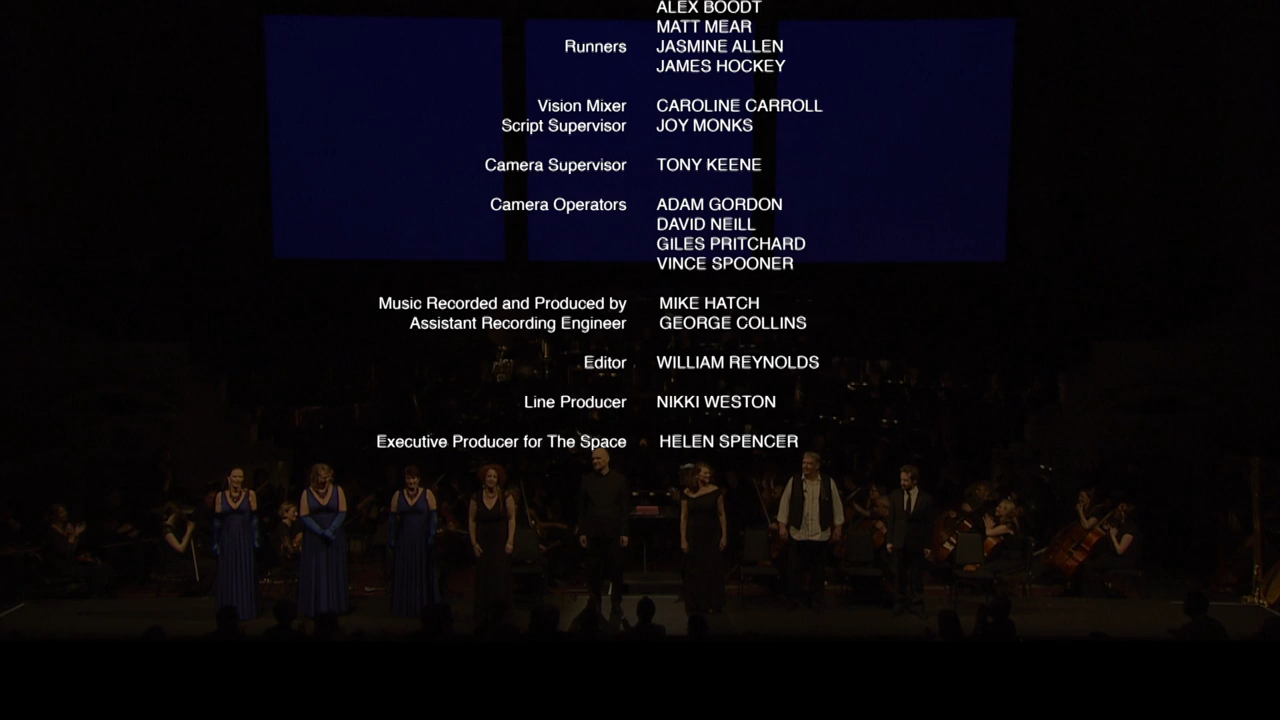 ALEX BOODT
MATT MEAR
Runners JASMINE ALLEN
JAMES HOCKEY
Vision Mixer CAROLINE CARROLL
Script Supervisor JOY MONKS
Camera Supervisor TONY KEENE
Camera Operators ADAM GORDON
DAVID NEILL
GILES PRITCHARD
VINCE SPOONER
Music Recorded and Produced by MIKE HATCH
Assistant Recording Engineer GEORGE COLLINS
Editor WILLIAM REYNOLDS
Line Producer NIKKI WESTON
Executive Producer for The Space HELEN SPENCER